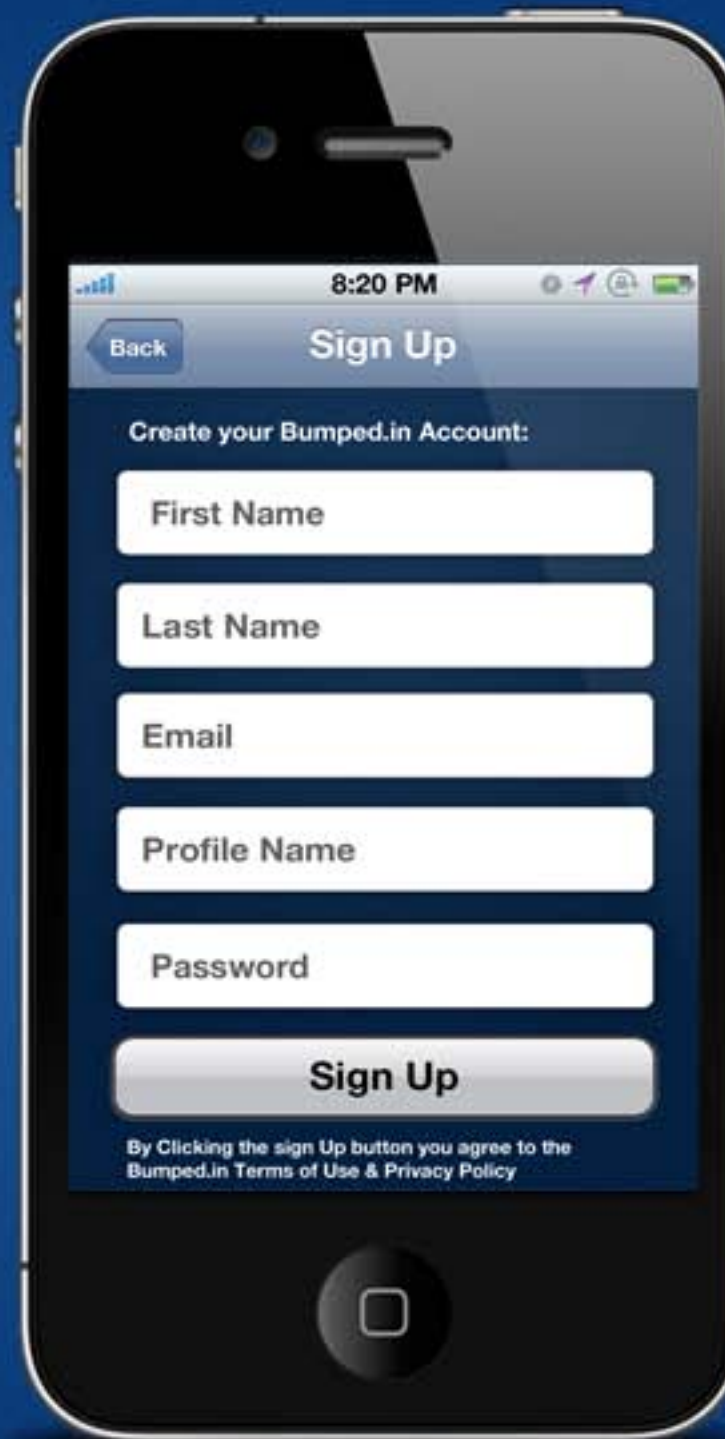 8:20 PM
Back
Sign Up
Create your Bumped.in Account:
First Name
Last Name
Email
Profile Name
Password
Sign Up
By Clicking the sign Up button you agree to the
Bumped.in Terms of Use & Privacy Policy